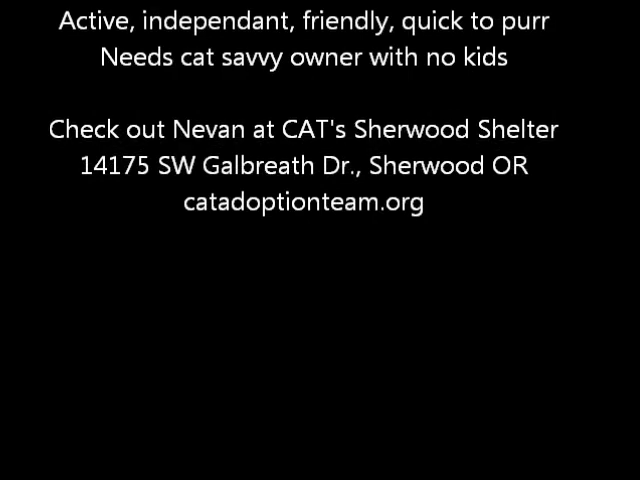 Active, independant, friendly, quick to purr
Needs cat savvy owner with no kids
Check out Nevan at CAT's Sherwood Shelter
14175 SW Galbreath Dr., Sherwood OR
catadoptionteam.org